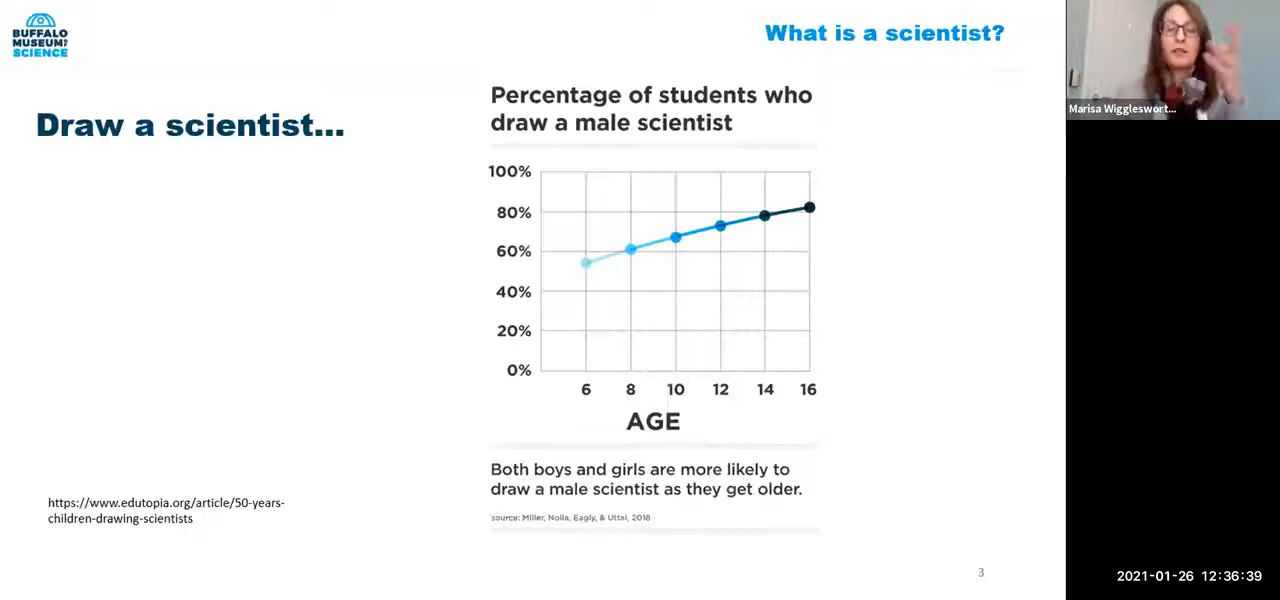 BUFFALO
MUSEUM OF
SCIENCE
What is a scientist?
Draw a scientist...
Percentage of students who
draw a male scientist
100%
80%
60%
40%
20%
0%
6 8 10 12 14 16
AGE
Both boys and girls are more likely to
draw a male scientist as they get older.
source: Miller, Nolla, Eagly, & Uttal, 2018
https://www.edutopia.org/article/50-years-
children-drawing-scientists
3
Marisa Wiggleswort...
2021-01-26 12:36:39